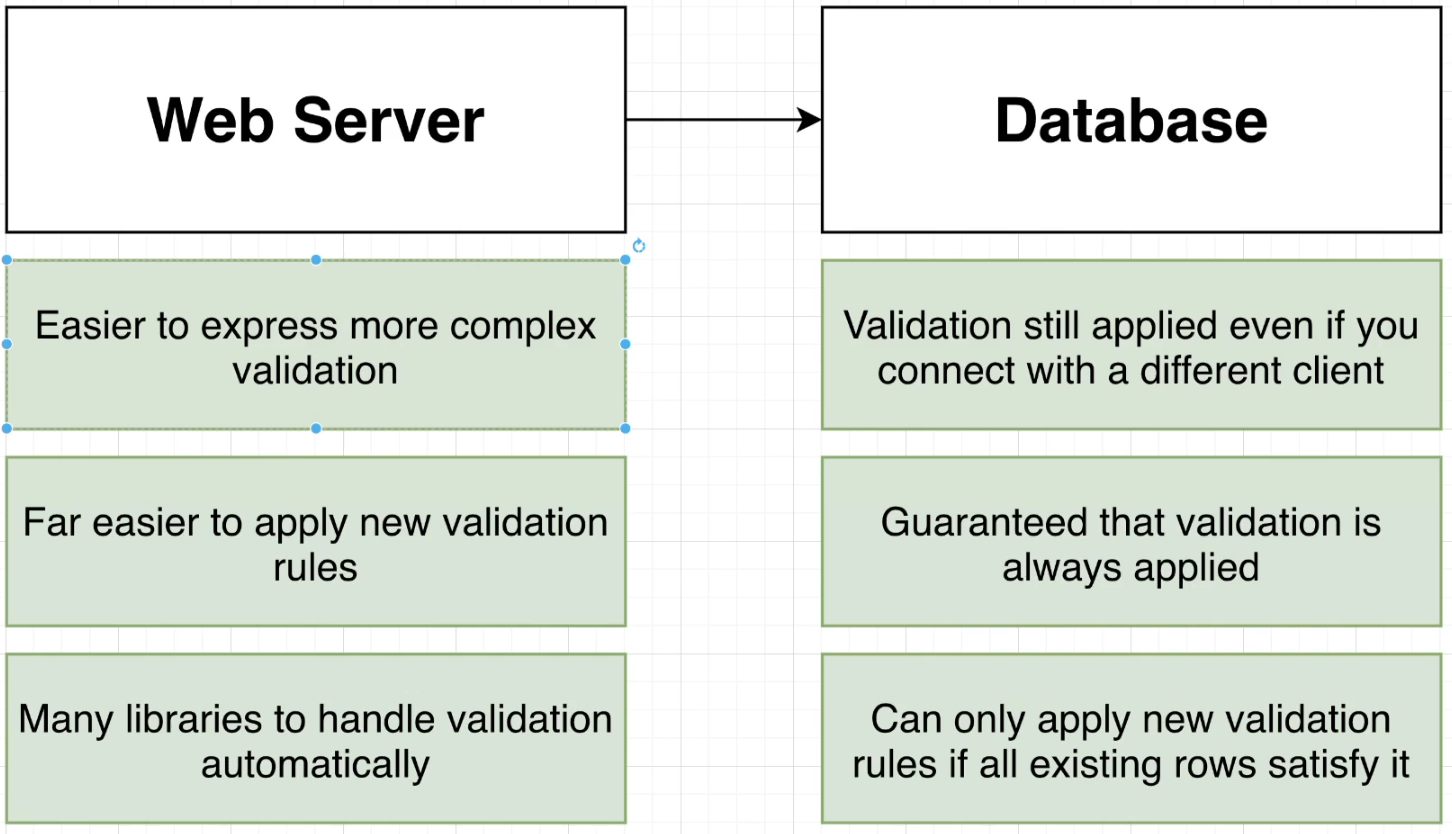 Web Server
Database
Easier to express more complex
validation
Validation still applied even if you
connect with a different client
Far easier to apply new validation
rules
Guaranteed that validation is
always applied
Many libraries to handle validation
automatically
Can only apply new validation
rules if all existing rows satisfy it